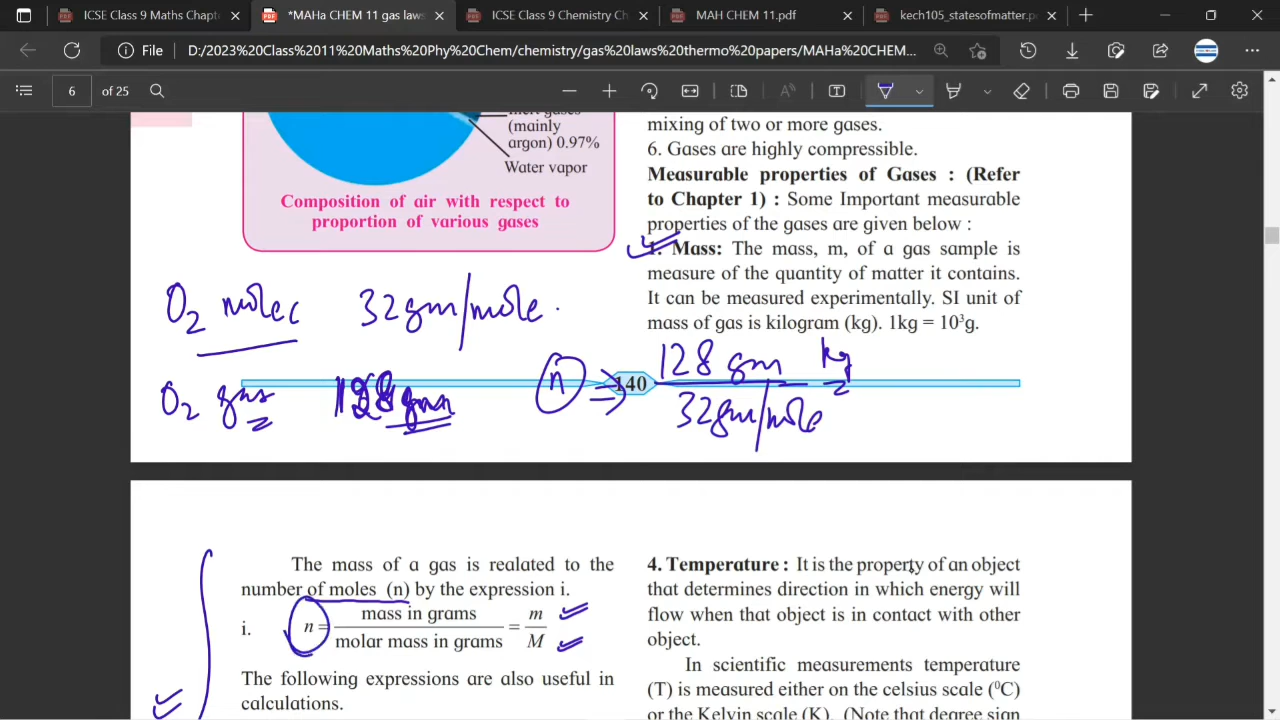 ICSE Class 9 Maths Chapt
*MAHa CHEM 11 gas laws
ICSE Class 9 Chemistry Ch
MAH CHEM 11.pdf
kech105_statesofmatter.p
File
D:/2023%20Class%2011%20Maths%20Phy%20Chem/chemistry/gas%20laws%20thermo%20papers/MAHa%20CHEM...
6 of 25
(mainly
argon) 0.97%
Water vapor
Composition of air with respect to
proportion of various gases
O2 molec 32gm/mole.
O2 gas 128 gm
n ⇒ 128 gm kg
32gm/mole
mixing of two or more gases.
6. Gases are highly compressible.
Measurable properties of Gases : (Refer
to Chapter 1) : Some Important measurable
properties of the gases are given below :
1. Mass: The mass, m, of a gas sample is
measure of the quantity of matter it contains.
It can be measured experimentally. SI unit of
mass of gas is kilogram (kg). 1kg = 10³g.
140
The mass of a gas is realated to the
number of moles (n) by the expression i.
i. n = mass in grams / molar mass in grams = m / M
The following expressions are also useful in
calculations.
4. Temperature : It is the property of an object
that determines direction in which energy will
flow when that object is in contact with other
object.
In scientific measurements temperature
(T) is measured either on the celsius scale (⁰C)
or the Kelvin scale (K). (Note that degree sign